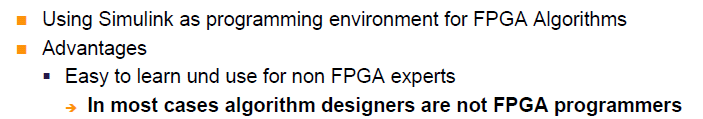 Using Simulink as programming environment for FPGA Algorithms
Advantages
Easy to learn und use for non FPGA experts
In most cases algorithm designers are not FPGA programmers